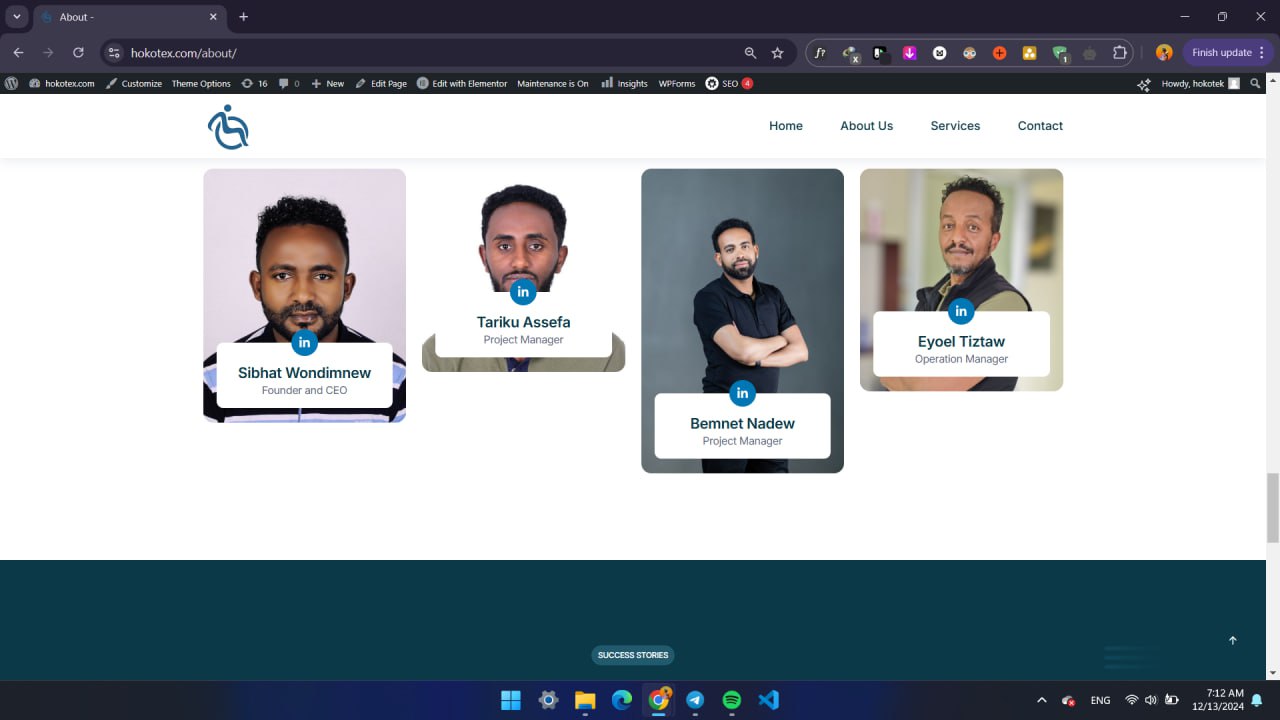 About -
hokotex.com/about/
Finish update
hokotex.com
Customize
Theme Options
16
0
New
Edit Page
Edit with Elementor
Maintenance is On
Insights
WPForms
SEO
4
Howdy, hokotek
Home
About Us
Services
Contact
in
Tariku Assefa
Project Manager
in
Sibhat Wondimnew
Founder and CEO
in
Bemnet Nadew
Project Manager
in
Eyoel Tiztaw
Operation Manager
SUCCESS STORIES
ENG
7:12 AM
12/13/2024